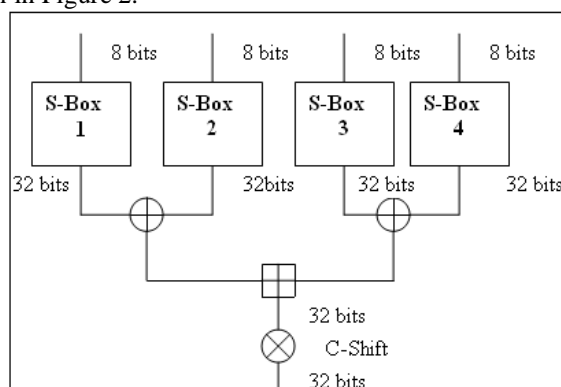 in Figure 2.
8 bits 8 bits 8 bits 8 bits
S-Box S-Box S-Box S-Box
1 2 3 4
32 bits 32bits 32 bits 32 bits
32 bits
C-Shift
32 bits